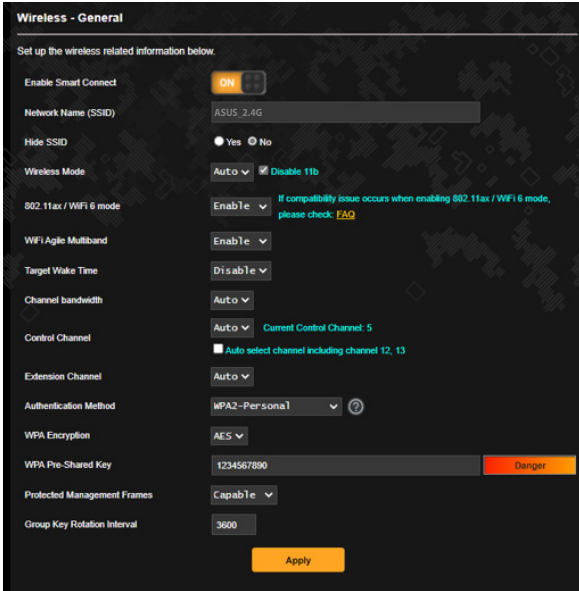 Wireless - General
Set up the wireless related information below.
Enable Smart Connect ON
Network Name (SSID) ASUS_2.4G
Hide SSID Yes No
Wireless Mode Auto Disable 11b
802.11ax / WiFi 6 mode Enable If compatibility issue occurs when enabling 802.11ax / WiFi 6 mode,
please check: FAQ
WiFi Agile Multiband Enable
Target Wake Time Disable
Channel bandwidth Auto
Control Channel Auto Current Control Channel: 5
Auto select channel including channel 12, 13
Extension Channel Auto
Authentication Method WPA2-Personal ?
WPA Encryption AES
WPA Pre-Shared Key 1234567890 Danger
Protected Management Frames Capable
Group Key Rotation Interval 3600
Apply